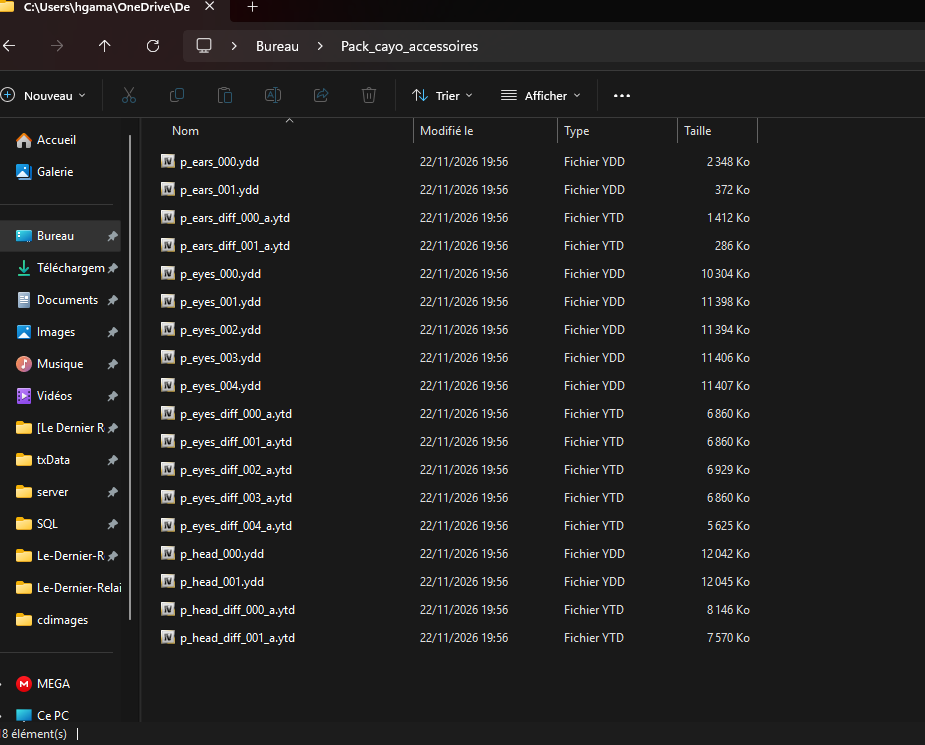 C:\Users\hgama\OneDrive\De
Bureau Pack_cayo_accessoires
Nouveau Trier Afficher
Nom Modifié le Type Taille
Accueil
Galerie
Bureau
Téléchargem
Documents
Images
Musique
Vidéos
[Le Dernier R
txData
server
SQL
Le-Dernier-R
Le-Dernier-Relai
cdimages
MEGA
Ce PC
p_ears_000.ydd 22/11/2026 19:56 Fichier YDD 2 348 Ko
p_ears_001.ydd 22/11/2026 19:56 Fichier YDD 372 Ko
p_ears_diff_000_a.ytd 22/11/2026 19:56 Fichier YTD 1 412 Ko
p_ears_diff_001_a.ytd 22/11/2026 19:56 Fichier YTD 286 Ko
p_eyes_000.ydd 22/11/2026 19:56 Fichier YDD 10 304 Ko
p_eyes_001.ydd 22/11/2026 19:56 Fichier YDD 11 398 Ko
p_eyes_002.ydd 22/11/2026 19:56 Fichier YDD 11 394 Ko
p_eyes_003.ydd 22/11/2026 19:56 Fichier YDD 11 406 Ko
p_eyes_004.ydd 22/11/2026 19:56 Fichier YDD 11 407 Ko
p_eyes_diff_000_a.ytd 22/11/2026 19:56 Fichier YTD 6 860 Ko
p_eyes_diff_001_a.ytd 22/11/2026 19:56 Fichier YTD 6 860 Ko
p_eyes_diff_002_a.ytd 22/11/2026 19:56 Fichier YTD 6 929 Ko
p_eyes_diff_003_a.ytd 22/11/2026 19:56 Fichier YTD 6 860 Ko
p_eyes_diff_004_a.ytd 22/11/2026 19:56 Fichier YTD 5 625 Ko
p_head_000.ydd 22/11/2026 19:56 Fichier YDD 12 042 Ko
p_head_001.ydd 22/11/2026 19:56 Fichier YDD 12 045 Ko
p_head_diff_000_a.ytd 22/11/2026 19:56 Fichier YTD 8 146 Ko
p_head_diff_001_a.ytd 22/11/2026 19:56 Fichier YTD 7 570 Ko
8 élément(s)